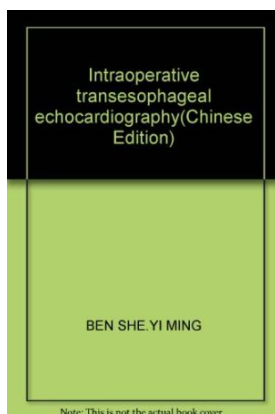 Intraoperative
transesophageal
echocardiography(Chinese
Edition)
BEN SHE.YI MING
Note: This is not the actual book cover